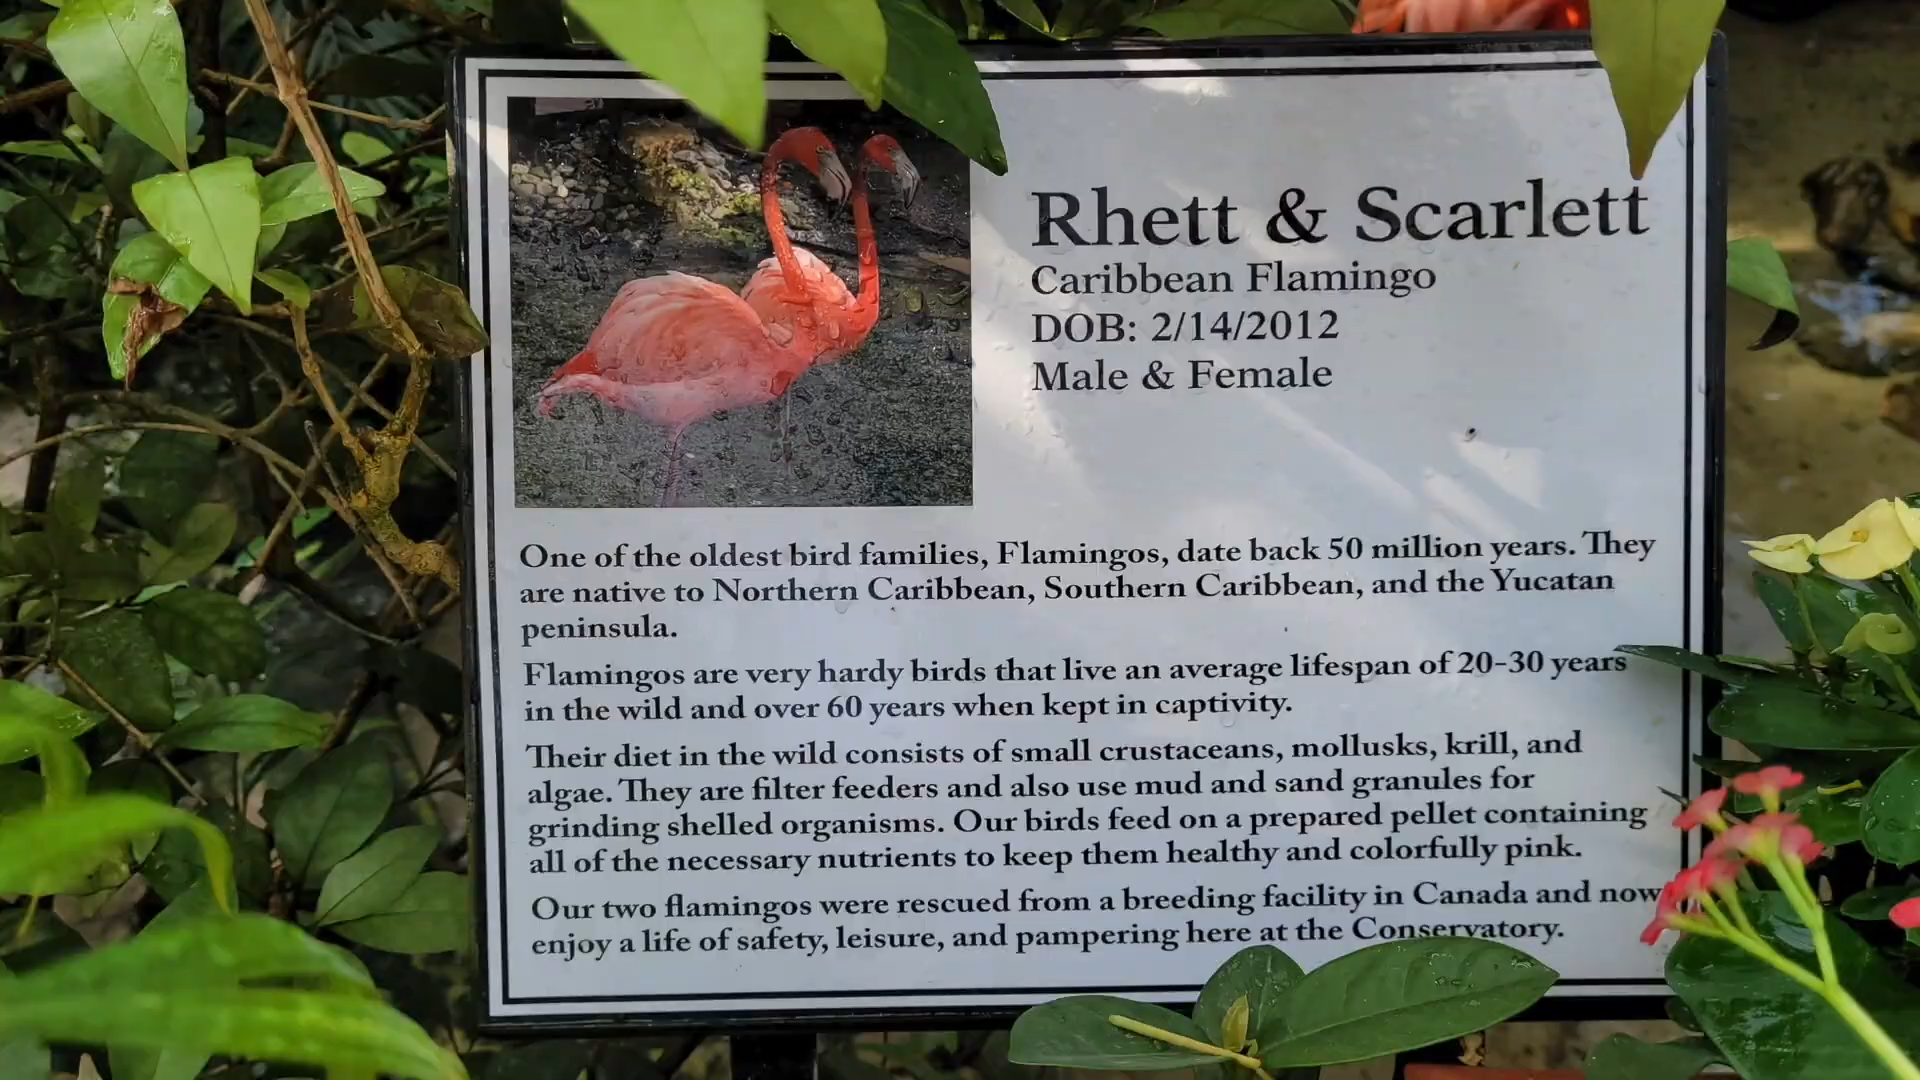 Rhett & Scarlett
Caribbean Flamingo
DOB: 2/14/2012
Male & Female
One of the oldest bird families, Flamingos, date back 50 million years. They
are native to Northern Caribbean, Southern Caribbean, and the Yucatan
peninsula.
Flamingos are very hardy birds that live an average lifespan of 20-30 years
in the wild and over 60 years when kept in captivity.
Their diet in the wild consists of small crustaceans, mollusks, krill, and
algae. They are filter feeders and also use mud and sand granules for
grinding shelled organisms. Our birds feed on a prepared pellet containing
all of the necessary nutrients to keep them healthy and colorfully pink.
Our two flamingos were rescued from a breeding facility in Canada and now
enjoy a life of safety, leisure, and pampering here at the Conservatory.